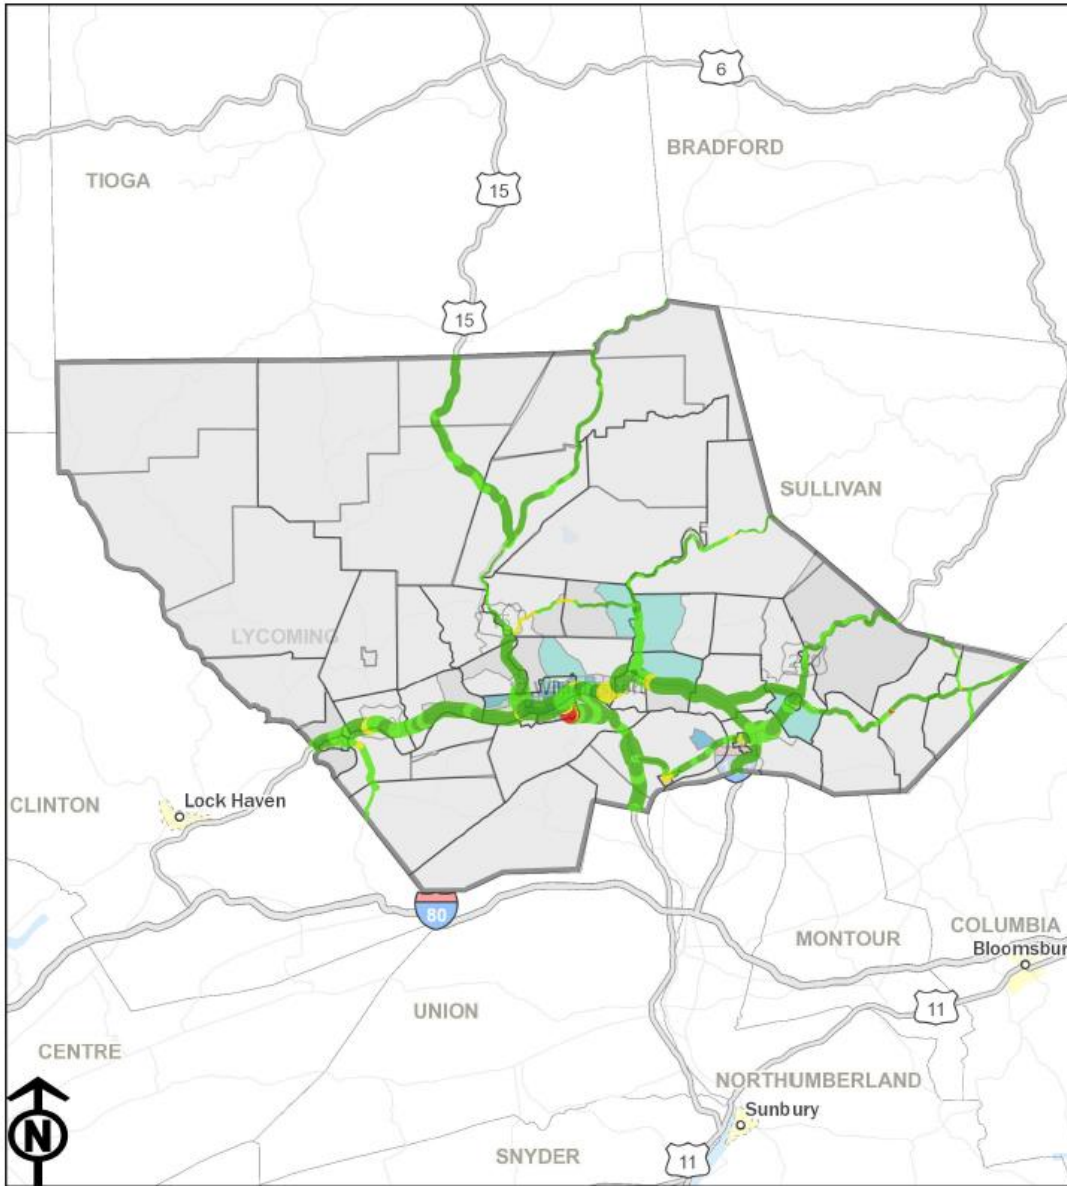 6
BRADFORD
TIOGA
15
15
SULLIVAN
LYCOMING
CLINTON
Lock Haven
80
COLUMBIA
MONTOUR
Bloomsbur
UNION
11
CENTRE
NORTHUMBERLAND
Sunbury
N
SNYDER
11